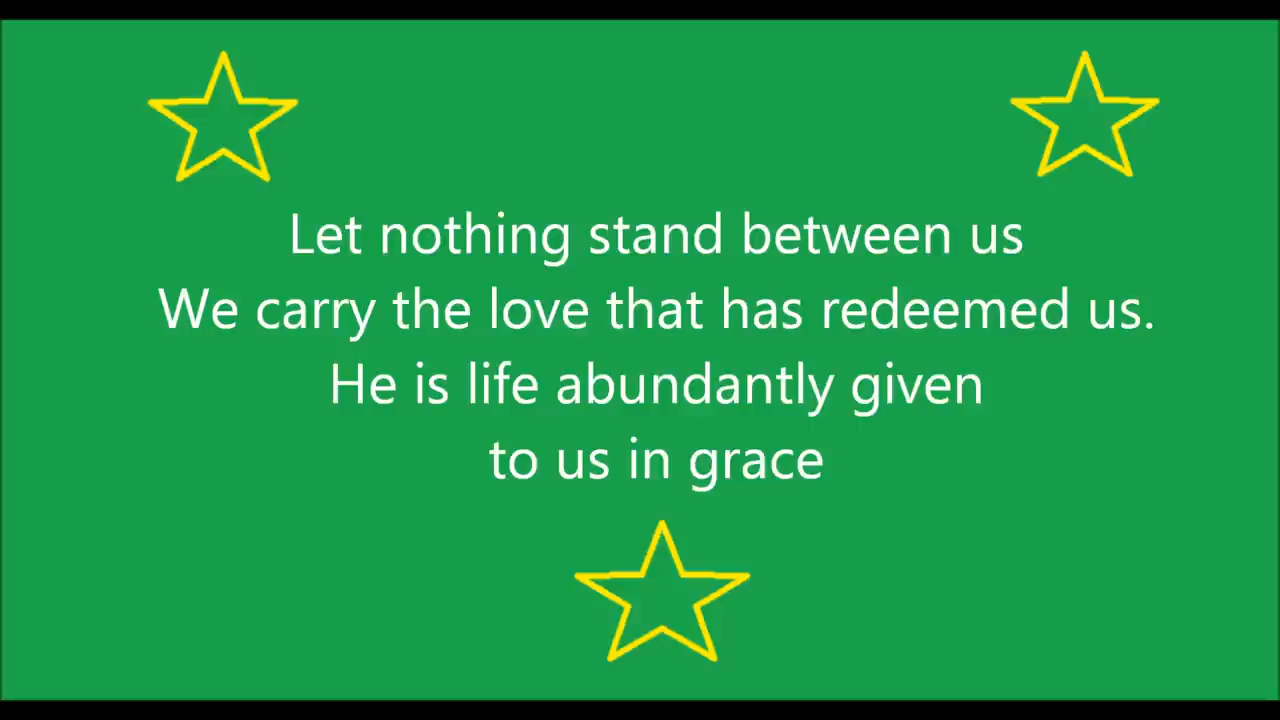 Let nothing stand between us
We carry the love that has redeemed us.
He is life abundantly given
to us in grace